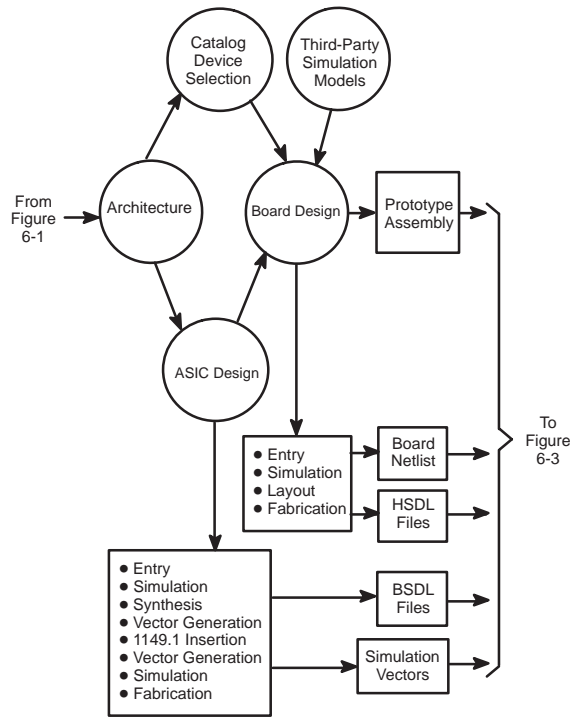 Catalog
Device
Selection
Third-Party
Simulation
Models
From
Figure
6-1
Architecture
Board Design
Prototype
Assembly
ASIC Design
To
Figure
6-3
● Entry
● Simulation
● Layout
● Fabrication
Board
Netlist
HSDL
Files
● Entry
● Simulation
● Synthesis
● Vector Generation
● 1149.1 Insertion
● Vector Generation
● Simulation
● Fabrication
BSDL
Files
Simulation
Vectors